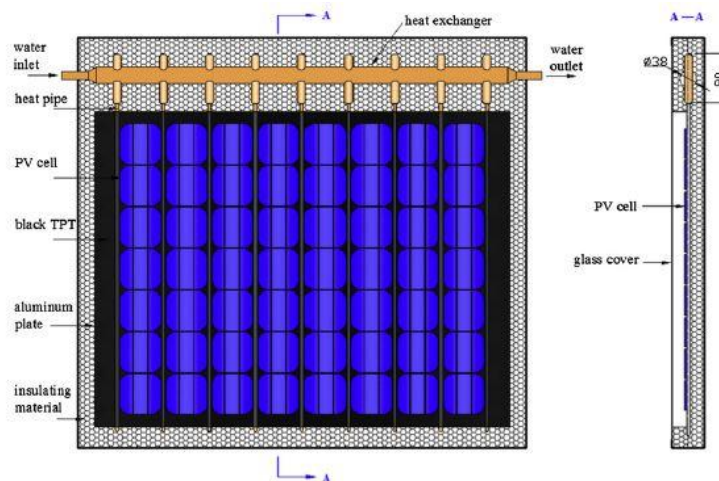 A
A—A
heat exchanger
water
inlet
water
outlet
ø38
heat pipe
PV cell
PV cell
black TPT
glass cover
aluminum
plate
insulating
material
A